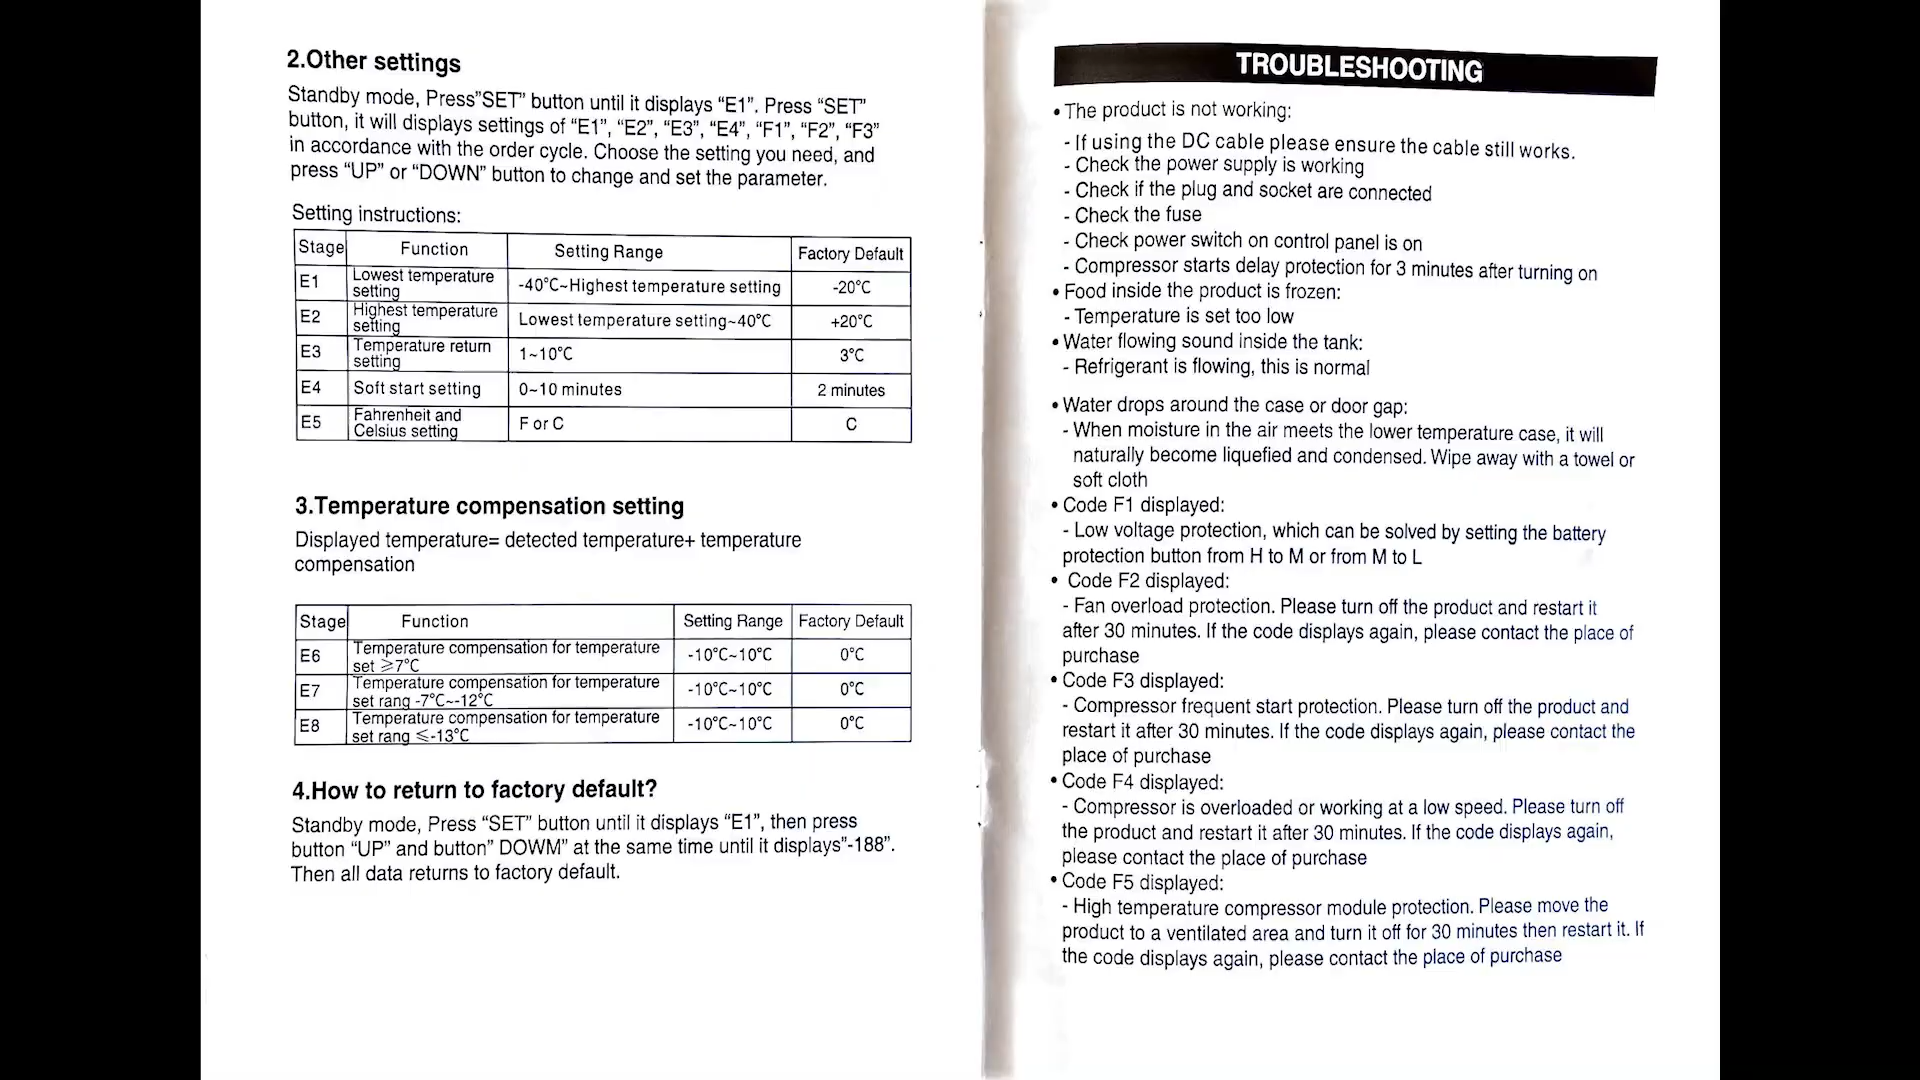 2.Other settings
Standby mode, Press”SET” button until it displays “E1”. Press “SET”
button, it will displays settings of “E1”, “E2”, “E3”, “E4”, “F1”, “F2”, “F3”
in accordance with the order cycle. Choose the setting you need, and
press “UP” or “DOWN” button to change and set the parameter.
Setting instructions:
Stage Function Setting Range Factory Default
E1 Lowest temperature setting -40°C~Highest temperature setting -20°C
E2 Highest temperature setting Lowest temperature setting~40°C +20°C
E3 Temperature return setting 1~10°C 3°C
E4 Soft start setting 0~10 minutes 2 minutes
E5 Fahrenheit and Celsius setting F or C C
3.Temperature compensation setting
Displayed temperature= detected temperature+ temperature
compensation
Stage Function Setting Range Factory Default
E6 Temperature compensation for temperature set ≥7°C -10°C~10°C 0°C
E7 Temperature compensation for temperature set rang -7°C~-12°C -10°C~10°C 0°C
E8 Temperature compensation for temperature set rang ≤-13°C -10°C~10°C 0°C
4.How to return to factory default?
Standby mode, Press “SET” button until it displays “E1”, then press
button “UP” and button” DOWM” at the same time until it displays”-188”.
Then all data returns to factory default.
TROUBLESHOOTING
• The product is not working:
- If using the DC cable please ensure the cable still works.
- Check the power supply is working
- Check if the plug and socket are connected
- Check the fuse
- Check power switch on control panel is on
- Compressor starts delay protection for 3 minutes after turning on
• Food inside the product is frozen:
- Temperature is set too low
• Water flowing sound inside the tank:
- Refrigerant is flowing, this is normal
• Water drops around the case or door gap:
- When moisture in the air meets the lower temperature case, it will
naturally become liquefied and condensed. Wipe away with a towel or
soft cloth
• Code F1 displayed:
- Low voltage protection, which can be solved by setting the battery
protection button from H to M or from M to L
• Code F2 displayed:
- Fan overload protection. Please turn off the product and restart it
after 30 minutes. If the code displays again, please contact the place of
purchase
• Code F3 displayed:
- Compressor frequent start protection. Please turn off the product and
restart it after 30 minutes. If the code displays again, please contact the
place of purchase
• Code F4 displayed:
- Compressor is overloaded or working at a low speed. Please turn off
the product and restart it after 30 minutes. If the code displays again,
please contact the place of purchase
• Code F5 displayed:
- High temperature compressor module protection. Please move the
product to a ventilated area and turn it off for 30 minutes then restart it. If
the code displays again, please contact the place of purchase